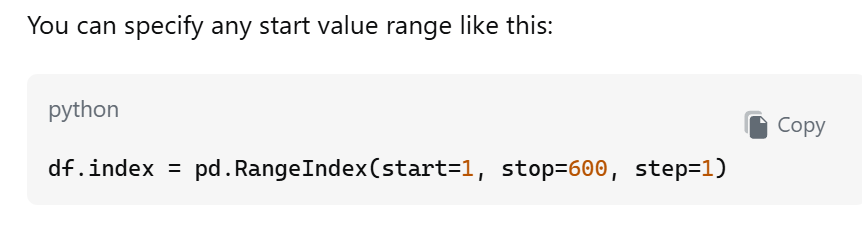 You can specify any start value range like this:
python
Copy
df.index = pd.RangeIndex(start=1, stop=600, step=1)